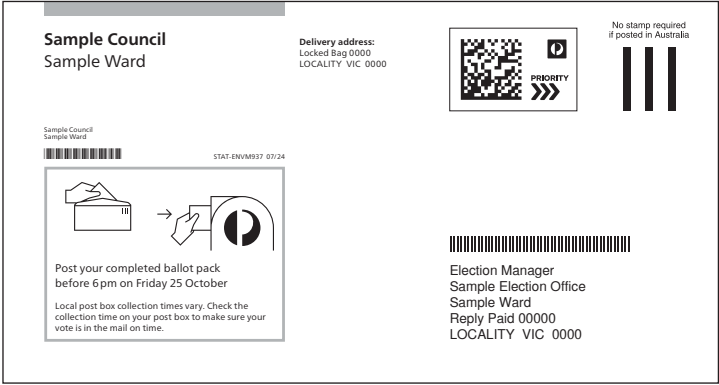 Sample Council
Sample Ward
Delivery address:
Locked Bag 0000
LOCALITY VIC 0000
PRIORITY
No stamp required
if posted in Australia
Sample Council
Sample Ward
STAT-ENVM937 07/24
Post your completed ballot pack
before 6pm on Friday 25 October
Local post box collection times vary. Check the
collection time on your post box to make sure your
vote is in the mail on time.
Election Manager
Sample Election Office
Sample Ward
Reply Paid 00000
LOCALITY VIC 0000